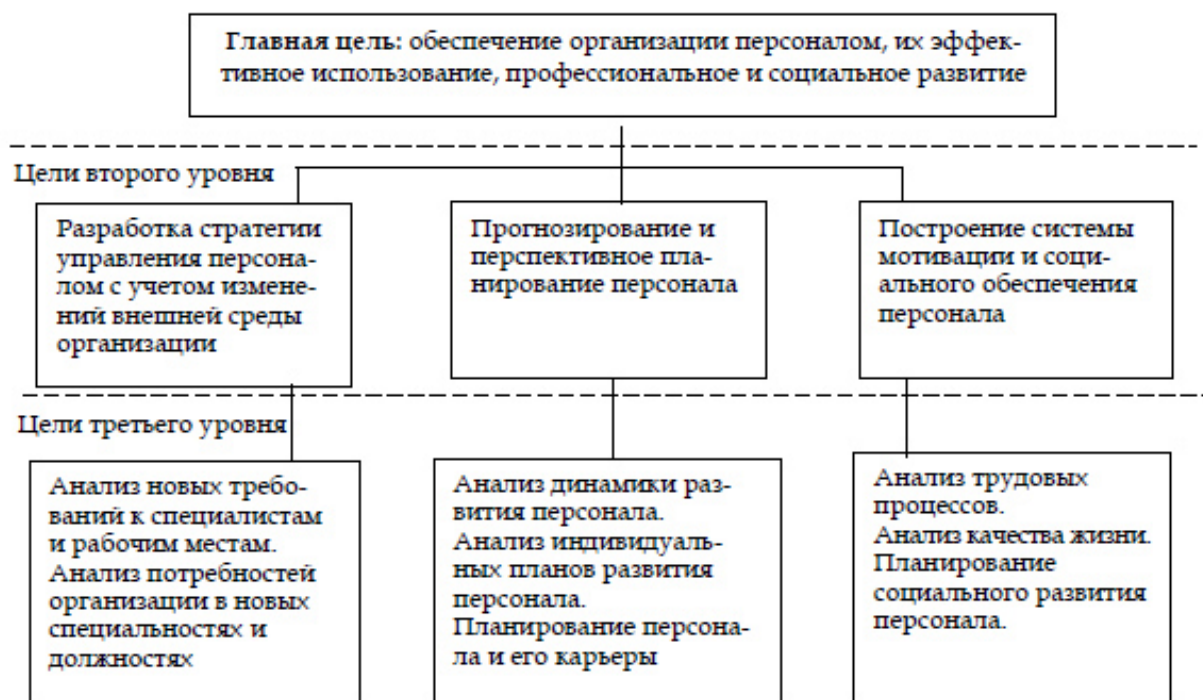 Главная цель: обеспечение организации персоналом, их эффек-
тивное использование, профессиональное и социальное развитие
Цели второго уровня
Разработка стратегии
управления персона-
лом с учетом измене-
ний внешней среды
организации
Прогнозирование и
перспективное пла-
нирование персонала
Построение системы
мотивации и соци-
ального обеспечения
персонала
Цели третьего уровня
Анализ новых требо-
ваний к специалистам
и рабочим местам.
Анализ потребностей
организации в новых
специальностях и
должностях
Анализ динамики раз-
вития персонала.
Анализ индивидуаль-
ных планов развития
персонала.
Планирование персона-
ла и его карьеры
Анализ трудовых
процессов.
Анализ качества жизни.
Планирование
социального развития
персонала.